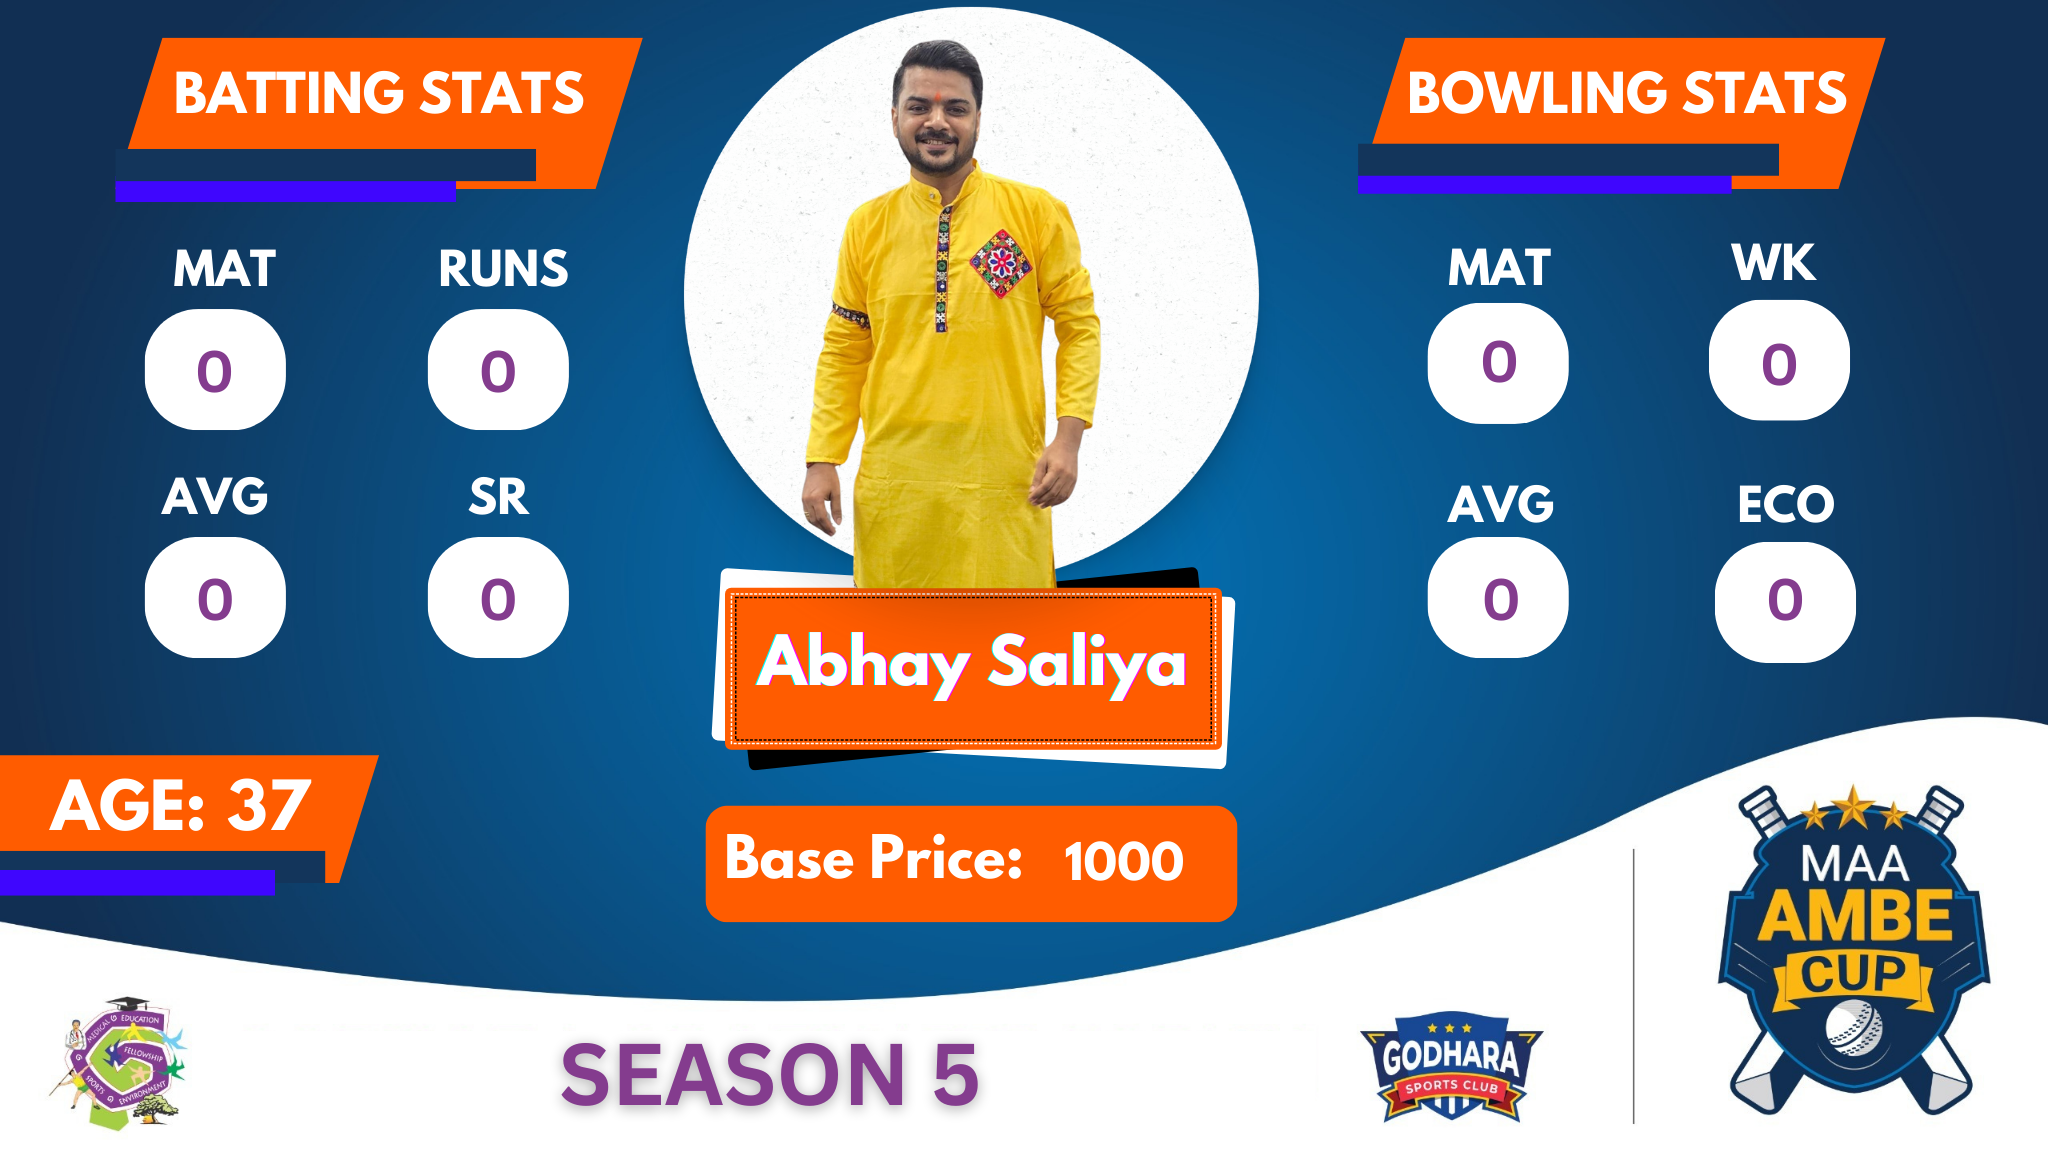 BATTING STATS
MAT
RUNS
0
0
AVG
SR
0
0
BOWLING STATS
MAT
WK
0
0
AVG
ECO
0
0
Abhay Saliya
AGE: 37
Base Price: 1000
SEASON 5
MEDICAL G EDUCATION
FELLOWSHIP
G SPORTS G ENVIRONMENT
GODHARA
SPORTS CLUB
MAA
AMBE
CUP